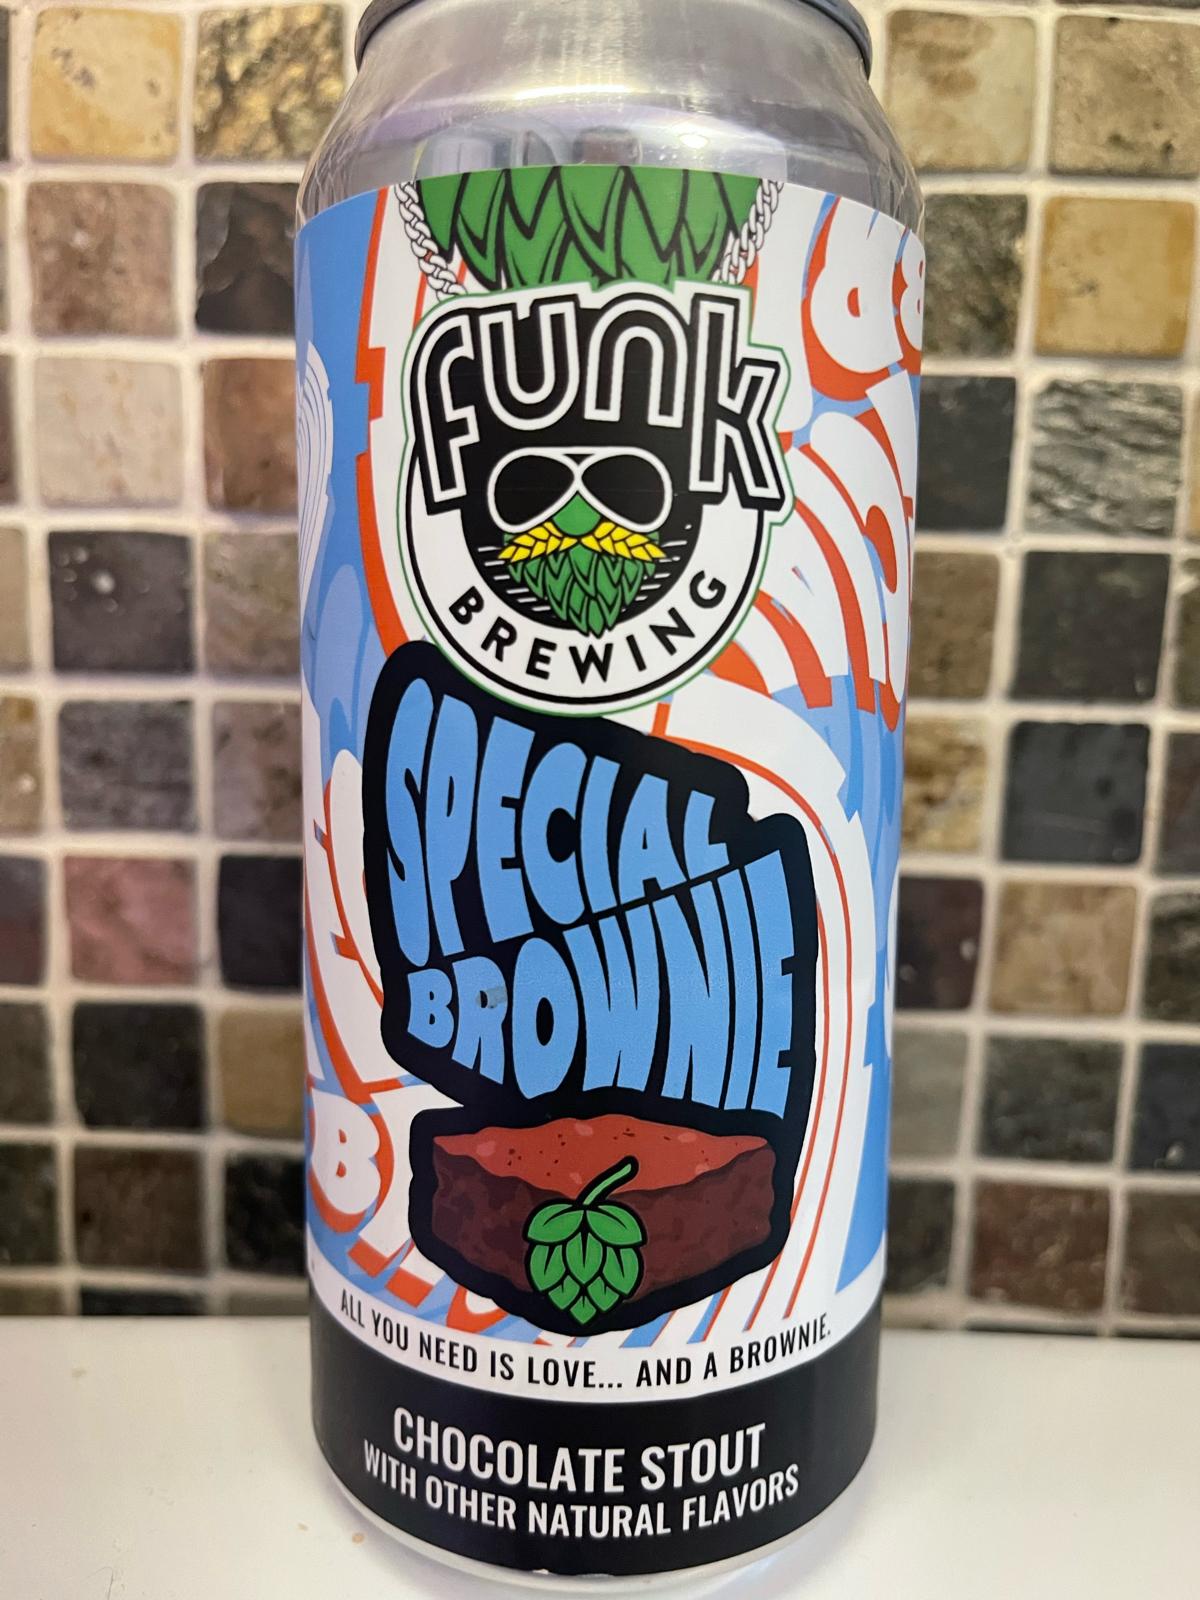 funk
BREWING
SPECIAL
BROWNIE
ALL YOU NEED IS LOVE... AND A BROWNIE.
CHOCOLATE STOUT
WITH OTHER NATURAL FLAVORS